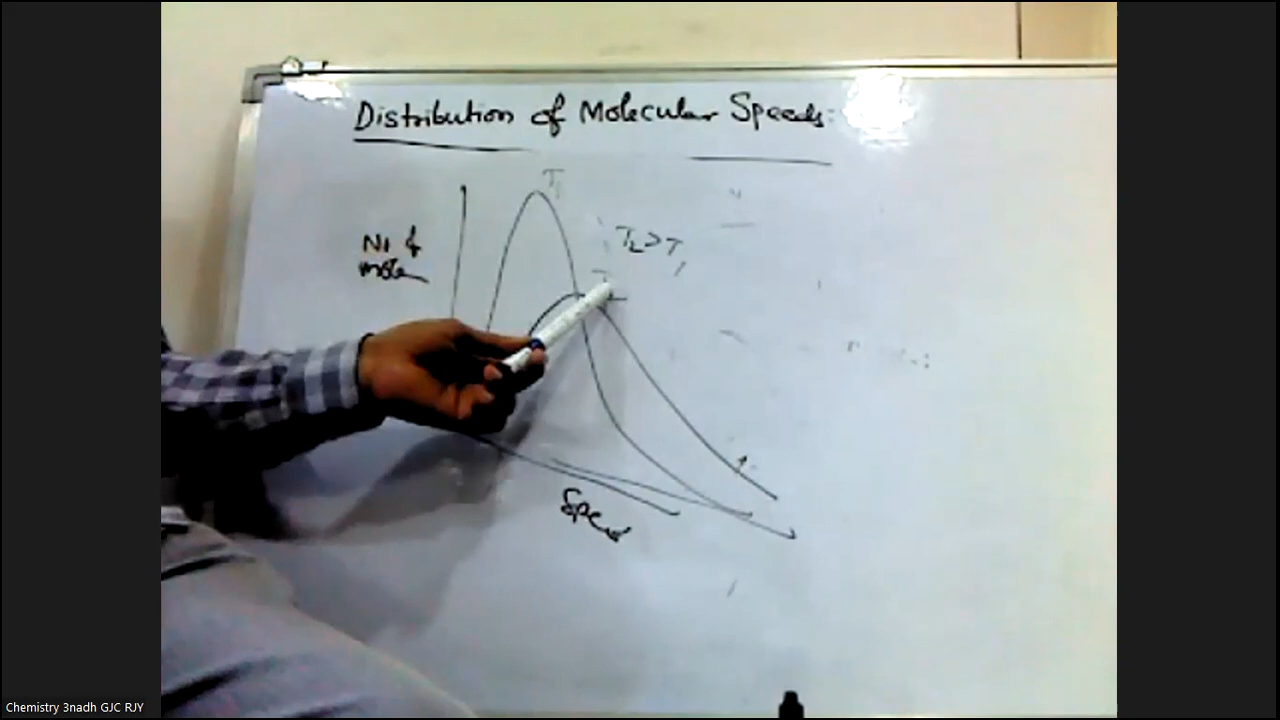 Distribution of Molecular Speeds:
T₁
No of
mole
T₂ > T₁
Speed
Chemistry 3nadh GJC RJY